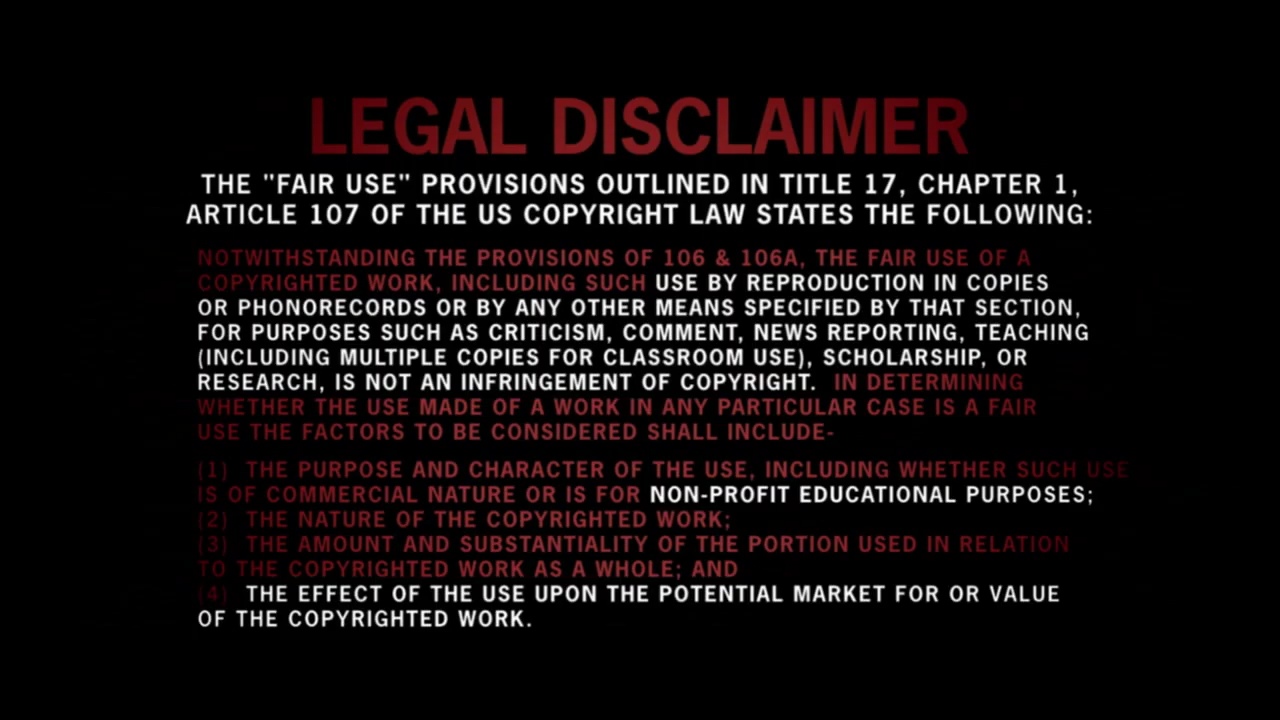 LEGAL DISCLAIMER
THE "FAIR USE" PROVISIONS OUTLINED IN TITLE 17, CHAPTER 1,
ARTICLE 107 OF THE US COPYRIGHT LAW STATES THE FOLLOWING:
NOTWITHSTANDING THE PROVISIONS OF 106 & 106A, THE FAIR USE OF A
COPYRIGHTED WORK, INCLUDING SUCH USE BY REPRODUCTION IN COPIES
OR PHONORECORDS OR BY ANY OTHER MEANS SPECIFIED BY THAT SECTION,
FOR PURPOSES SUCH AS CRITICISM, COMMENT, NEWS REPORTING, TEACHING
(INCLUDING MULTIPLE COPIES FOR CLASSROOM USE), SCHOLARSHIP, OR
RESEARCH, IS NOT AN INFRINGEMENT OF COPYRIGHT. IN DETERMINING
WHETHER THE USE MADE OF A WORK IN ANY PARTICULAR CASE IS A FAIR
USE THE FACTORS TO BE CONSIDERED SHALL INCLUDE-
(1) THE PURPOSE AND CHARACTER OF THE USE, INCLUDING WHETHER SUCH USE
IS OF COMMERCIAL NATURE OR IS FOR NON-PROFIT EDUCATIONAL PURPOSES;
(2) THE NATURE OF THE COPYRIGHTED WORK;
(3) THE AMOUNT AND SUBSTANTIALITY OF THE PORTION USED IN RELATION
TO THE COPYRIGHTED WORK AS A WHOLE; AND
(4) THE EFFECT OF THE USE UPON THE POTENTIAL MARKET FOR OR VALUE
OF THE COPYRIGHTED WORK.